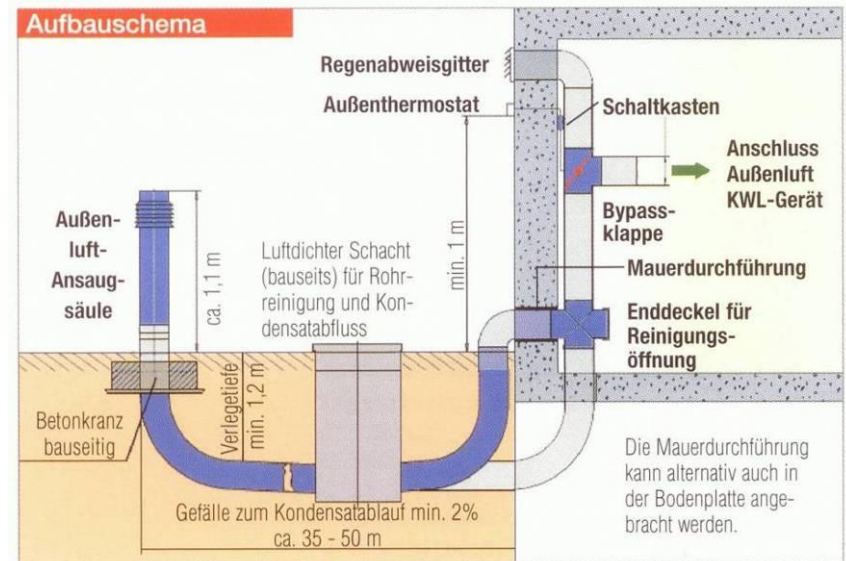 Aufbauschema
Regenabweisgitter
Außenthermostat
Schaltkasten
Anschluss
Außenluft
KWL-Gerät
Bypass-
klappe
Mauerdurchführung
Enddeckel für
Reinigungs-
öffnung
Außen-
luft-
Ansaug-
säule
ca. 1,1 m
Luftdichter Schacht
(bauseits) für Rohr-
reinigung und Kon-
densatabfluss
min. 1 m
Betonkranz
bauseitig
Verlegetiefe
min. 1,2 m
Gefälle zum Kondensatablauf min. 2%
ca. 35 - 50 m
Die Mauerdurchführung
kann alternativ auch in
der Bodenplatte ange-
bracht werden.